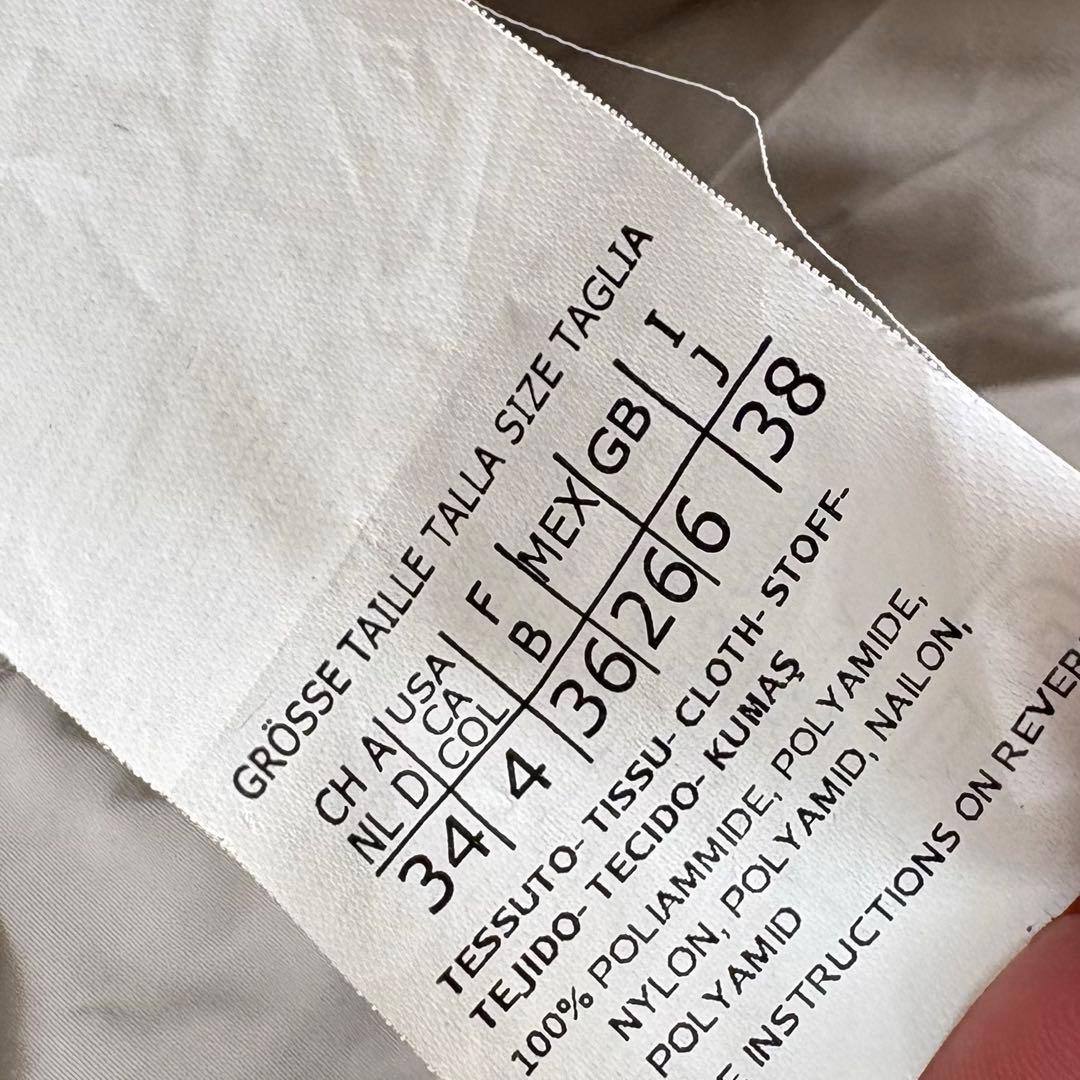 GRÖSSE TAILLE TALLA SIZE TAGLIA
CH A USA F MEX GB I
NL D CA B J
COL
34 4 36 26 6 38
TESSUTO- TISSU- CLOTH- STOFF-
TEJIDO- TECIDO- KUMAŞ
100% POLIAMMIDE, POLYAMIDE,
NYLON, POLYAMID, NAILON,
POLYAMID
INSTRUCTIONS ON